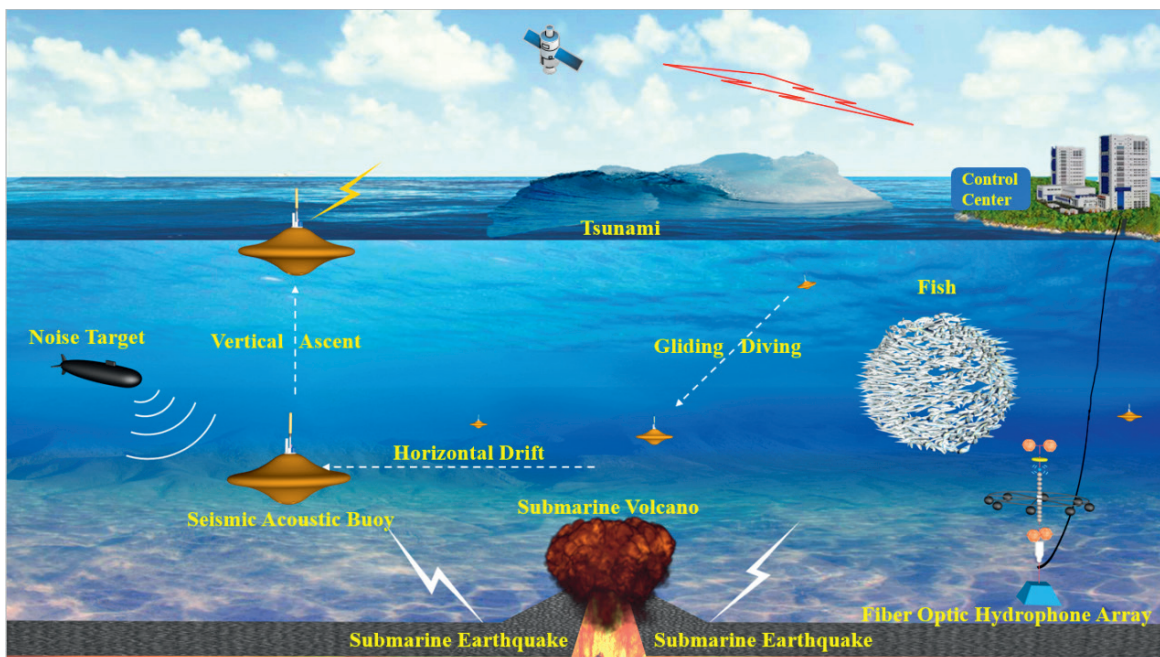 Control
Center
Tsunami
Fish
Noise Target
Vertical Ascent
Gliding Diving
Horizontal Drift
Seismic Acoustic Buoy
Submarine Volcano
Fiber Optic Hydrophone Array
Submarine Earthquake
Submarine Earthquake